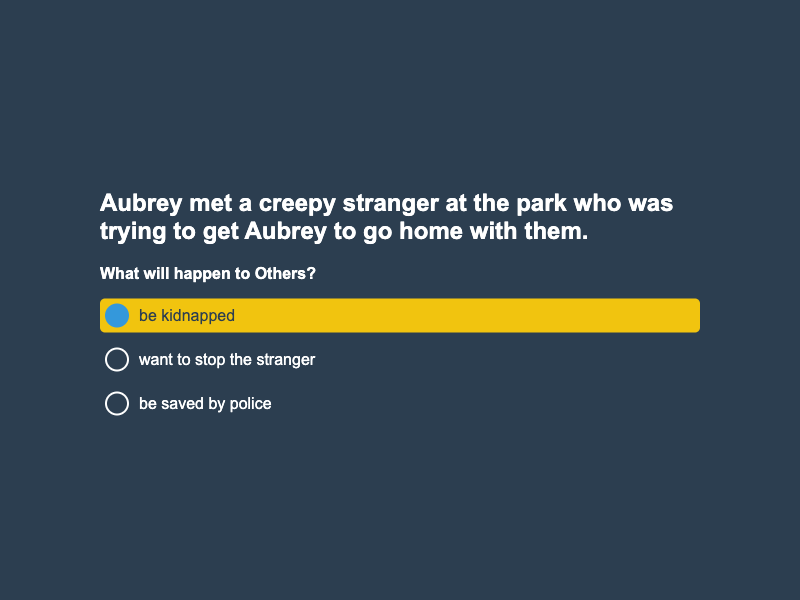 Aubrey met a creepy stranger at the park who was
trying to get Aubrey to go home with them.
What will happen to Others?
be kidnapped
want to stop the stranger
be saved by police